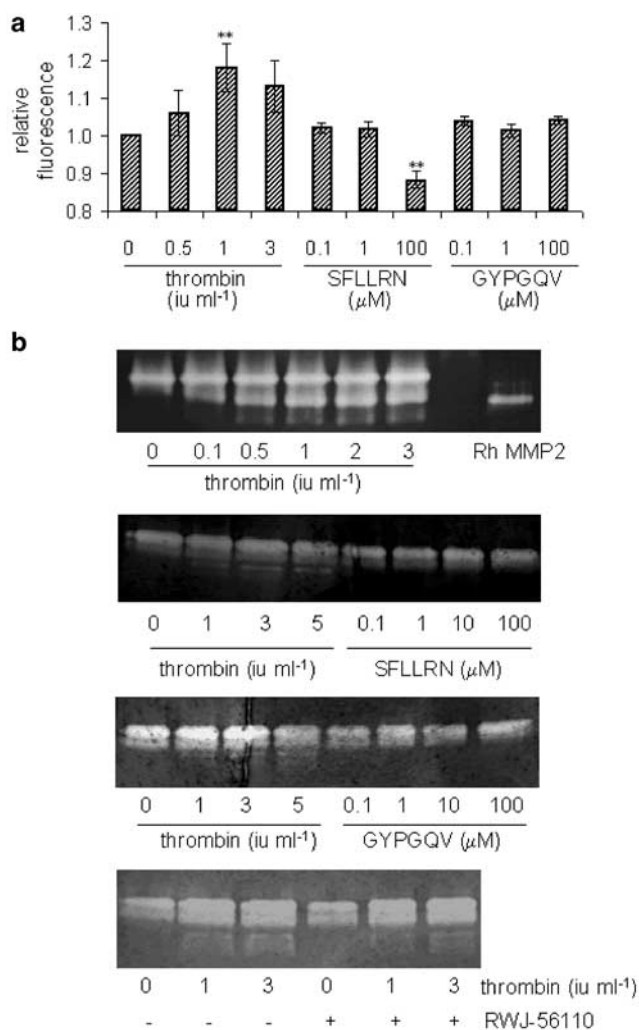 a
relative
fluorescence
1.3
1.2
1.1
1.0
0.9
0.8
**
**
0 0.5 1 3 0.1 1 100 0.1 1 100
thrombin SFLLRN GYPGQV
(iu ml-1) (μM) (μM)
b
0 0.1 0.5 1 2 3 Rh MMP2
thrombin (iu ml-1)
0 1 3 5 0.1 1 10 100
thrombin (iu ml-1) SFLLRN (μM)
0 1 3 5 0.1 1 10 100
thrombin (iu ml-1) GYPGQV (μM)
0 1 3 0 1 3 thrombin (iu ml-1)
- - - + + + RWJ-56110